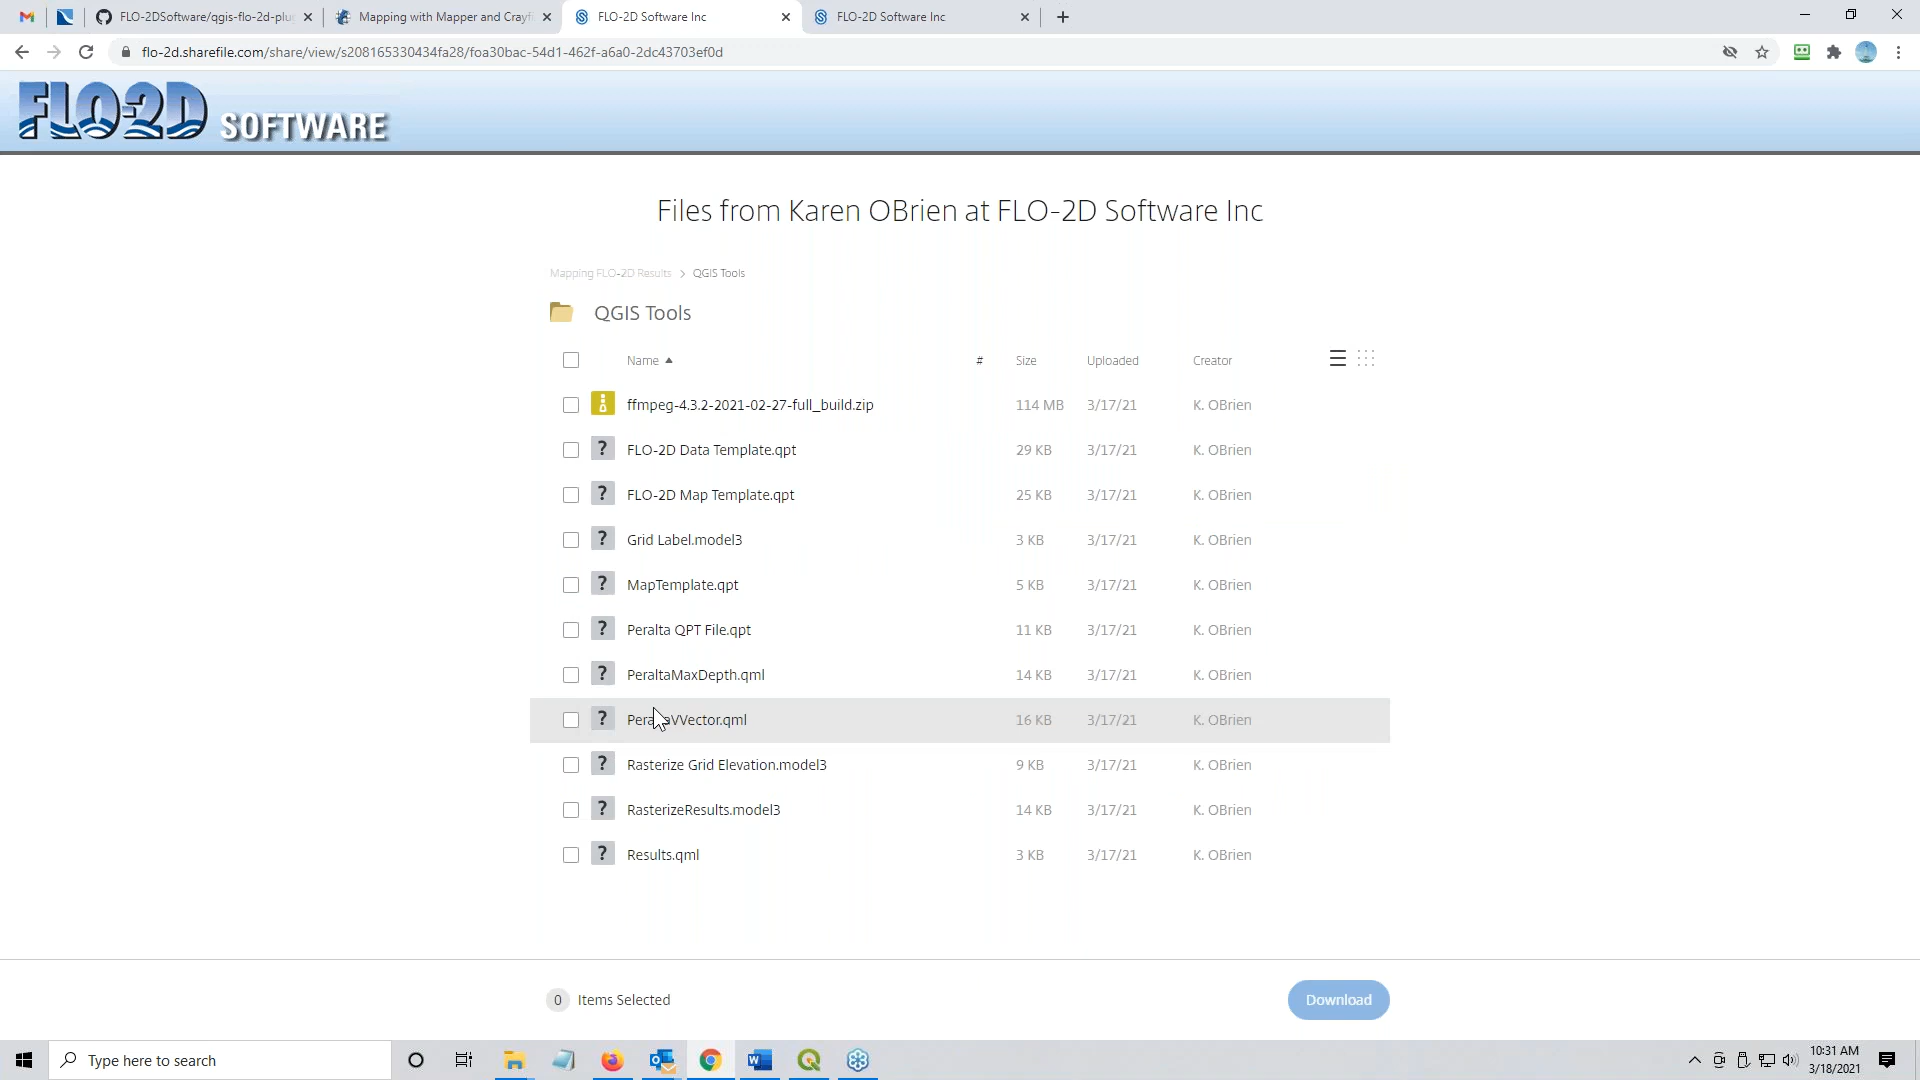 FLO-2DSoftware/qgis-flo-2d-plug
Mapping with Mapper and Crayfi
FLO-2D Software Inc
FLO-2D Software Inc
flo-2d.sharefile.com/share/view/s208165330434fa28/foa30bac-54d1-462f-a6a0-2dc43703ef0d
FLO-2D SOFTWARE
Files from Karen OBrien at FLO-2D Software Inc
Mapping FLO-2D Results > QGIS Tools
QGIS Tools
Name # Size Uploaded Creator
ffmpeg-4.3.2-2021-02-27-full_build.zip 114 MB 3/17/21 K. OBrien
? FLO-2D Data Template.qpt 29 KB 3/17/21 K. OBrien
? FLO-2D Map Template.qpt 25 KB 3/17/21 K. OBrien
? Grid Label.model3 3 KB 3/17/21 K. OBrien
? MapTemplate.qpt 5 KB 3/17/21 K. OBrien
? Peralta QPT File.qpt 11 KB 3/17/21 K. OBrien
? PeraltaMaxDepth.qml 14 KB 3/17/21 K. OBrien
? 16 KB 3/17/21 K. OBrien
? Rasterize Grid Elevation.model3 9 KB 3/17/21 K. OBrien
? RasterizeResults.model3 14 KB 3/17/21 K. OBrien
? Results.qml 3 KB 3/17/21 K. OBrien
0 Items Selected
Download
Type here to search
10:31 AM
3/18/2021